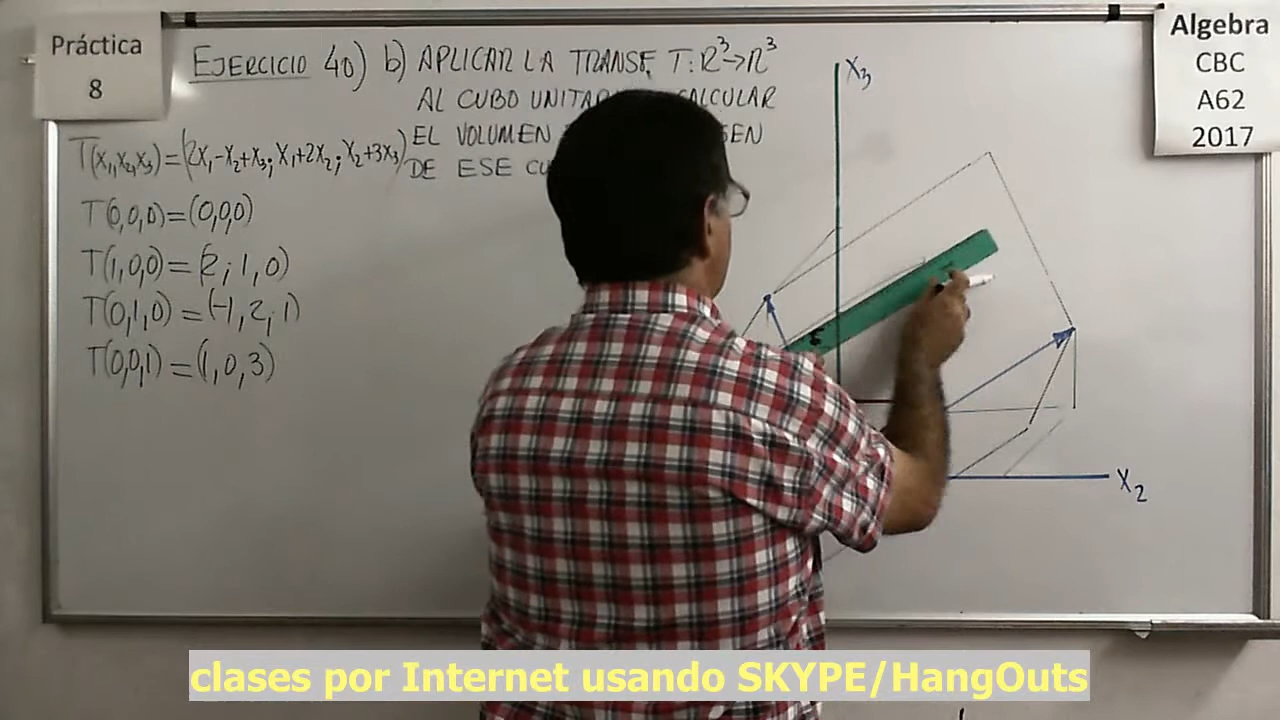 Práctica
8
EJERCICIO 40) b) APLICAR LA TRANSF. T: R³→R³
AL CUBO CALCULAR
EL VOLUMEN
DE ESE
T(x₁,x₂,x₃)=(2x₁-x₂+x₃; x₁+2x₂; x₂+3x₃)
T(0,0,0)=(0,0,0)
T(1,0,0)=(2;1,0)
T(0,1,0)=(-1,2;1)
T(0,0,1)=(1,0,3)
X₃
X₂
Algebra
CBC
A62
2017
clases por Internet usando SKYPE/HangOuts